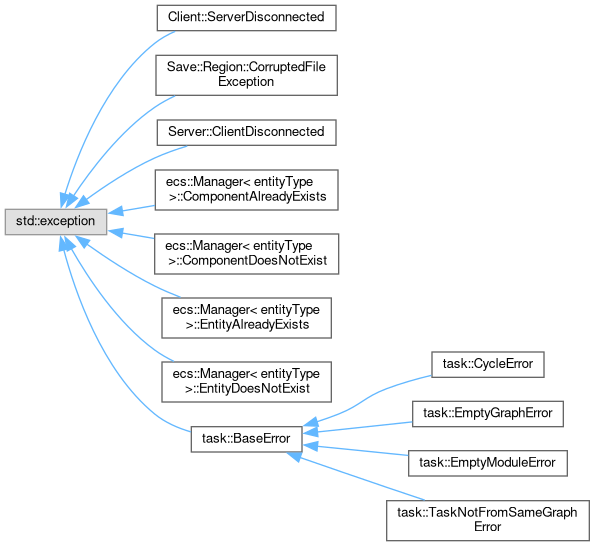 Client::ServerDisconnected
Save::Region::CorruptedFile
Exception
Server::ClientDisconnected
ecs::Manager< entityType
>::ComponentAlreadyExists
std::exception
ecs::Manager< entityType
>::ComponentDoesNotExist
ecs::Manager< entityType
>::EntityAlreadyExists
ecs::Manager< entityType
>::EntityDoesNotExist
task::CycleError
task::EmptyGraphError
task::BaseError
task::EmptyModuleError
task::TaskNotFromSameGraph
Error